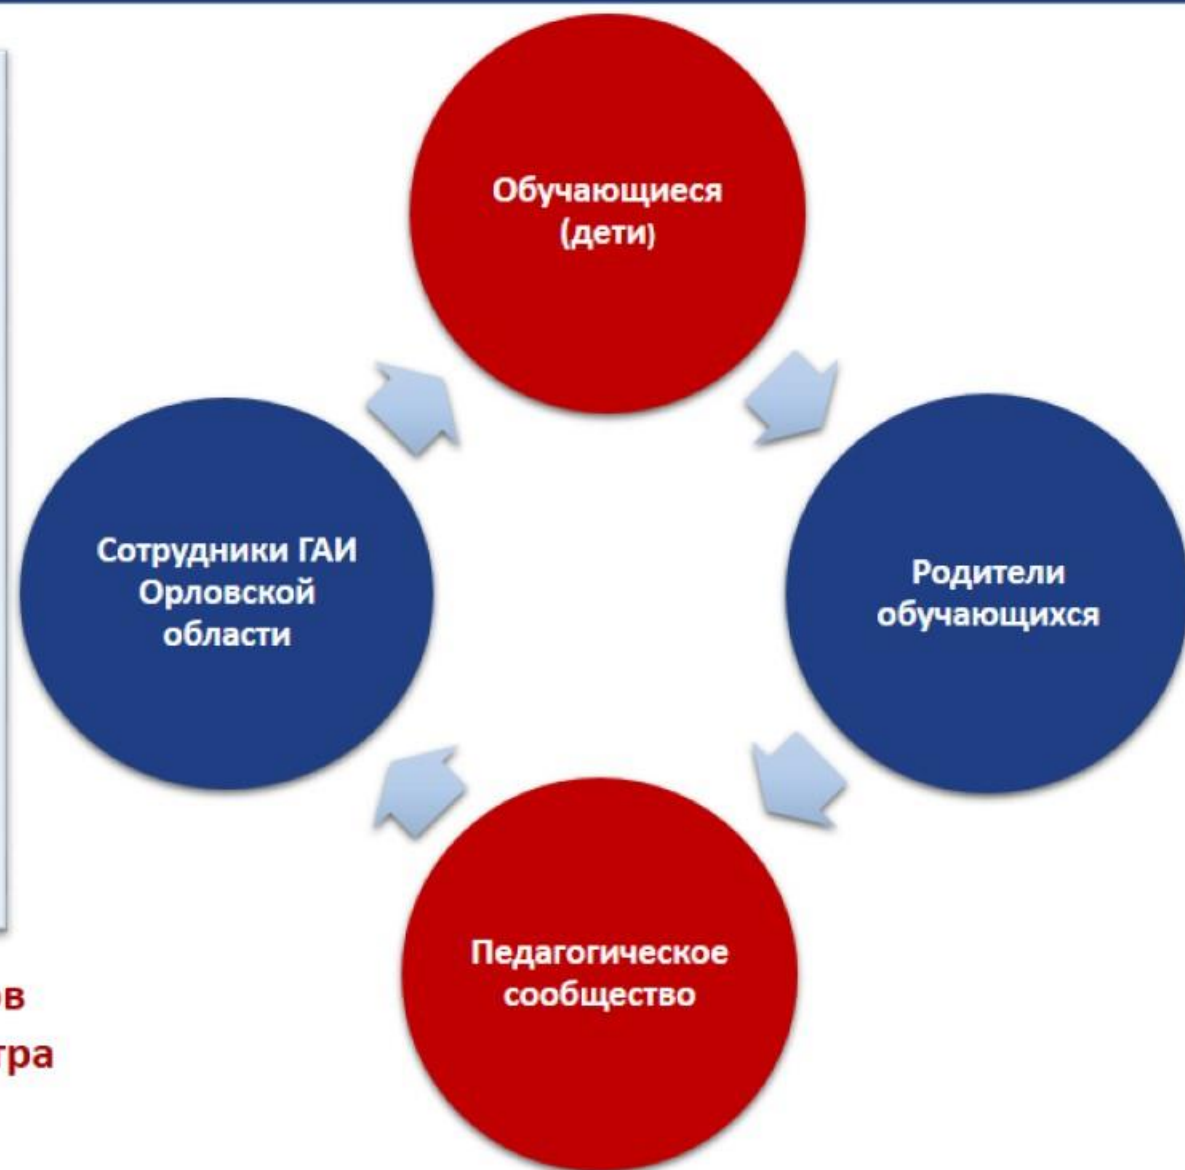 Обучающиеся
(дети)
Сотрудники ГАИ
Орловской
области
Родители
обучающихся
Педагогическое
сообщество